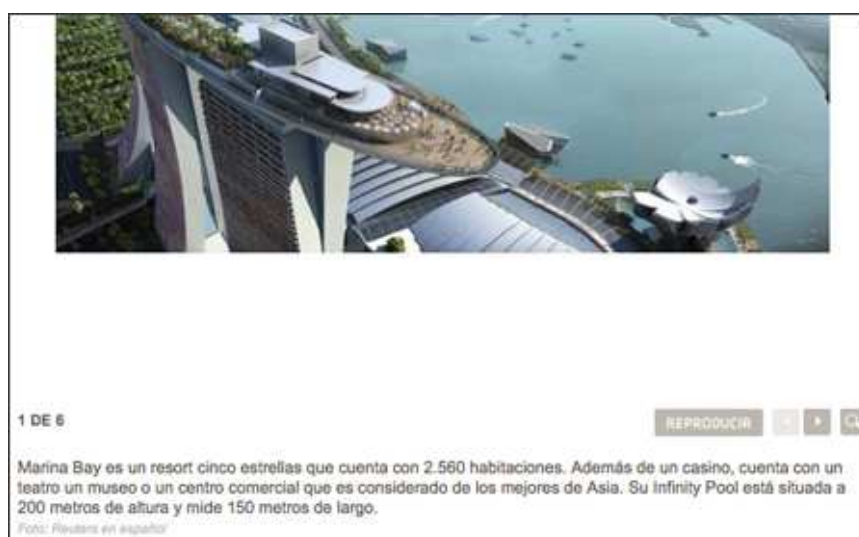 1 DE 6
REPRODUCIR
Marina Bay es un resort cinco estrellas que cuenta con 2.560 habitaciones. Además de un casino, cuenta con un
teatro un museo o un centro comercial que es considerado de los mejores de Asia. Su Infinity Pool está situada a
200 metros de altura y mide 150 metros de largo.
Foto: Reuters en español